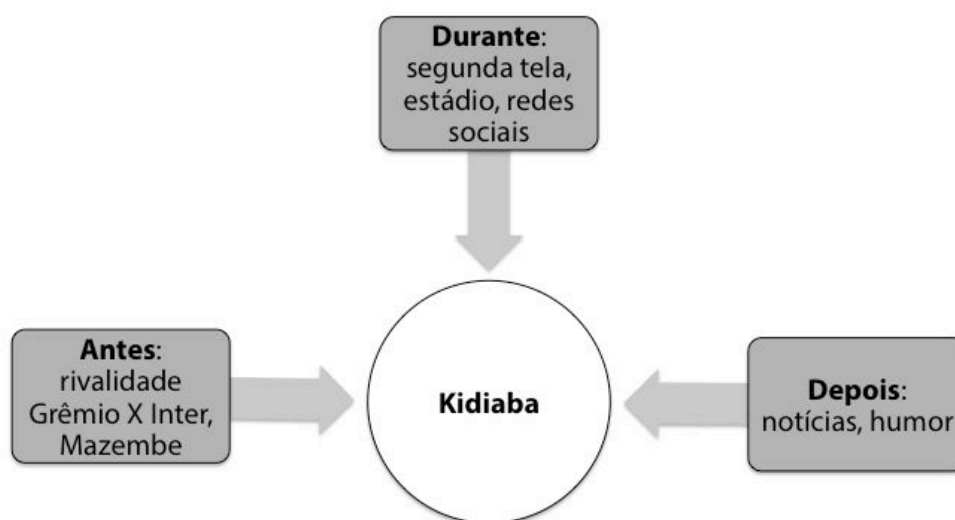 Durante:
segunda tela,
estádio, redes
sociais
Antes:
rivalidade
Grêmio X Inter,
Mazembe
Kidiaba
Depois:
notícias, humor